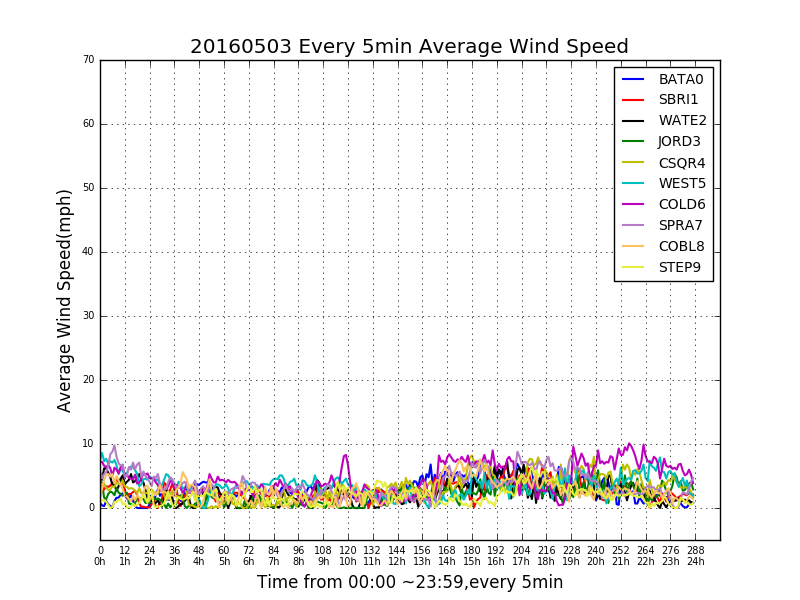 20160503 Every 5min Average Wind Speed
70
60
50
40
30
20
10
0
Average Wind Speed(mph)
BATA0
SBRI1
WATE2
JORD3
CSQR4
WEST5
COLD6
SPRA7
COBL8
STEP9
0 12 24 36 48 60 72 84 96 108 120 132 144 156 168 180 192 204 216 228 240 252 264 276 288
0h 1h 2h 3h 4h 5h 6h 7h 8h 9h 10h 11h 12h 13h 14h 15h 16h 17h 18h 19h 20h 21h 22h 23h 24h
Time from 00:00 ~23:59,every 5min